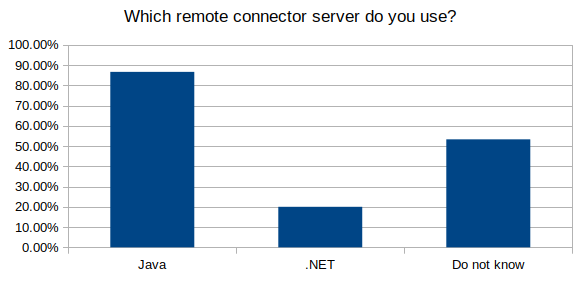 Which remote connector server do you use?
100.00%
90.00%
80.00%
70.00%
60.00%
50.00%
40.00%
30.00%
20.00%
10.00%
0.00%
Java
.NET
Do not know